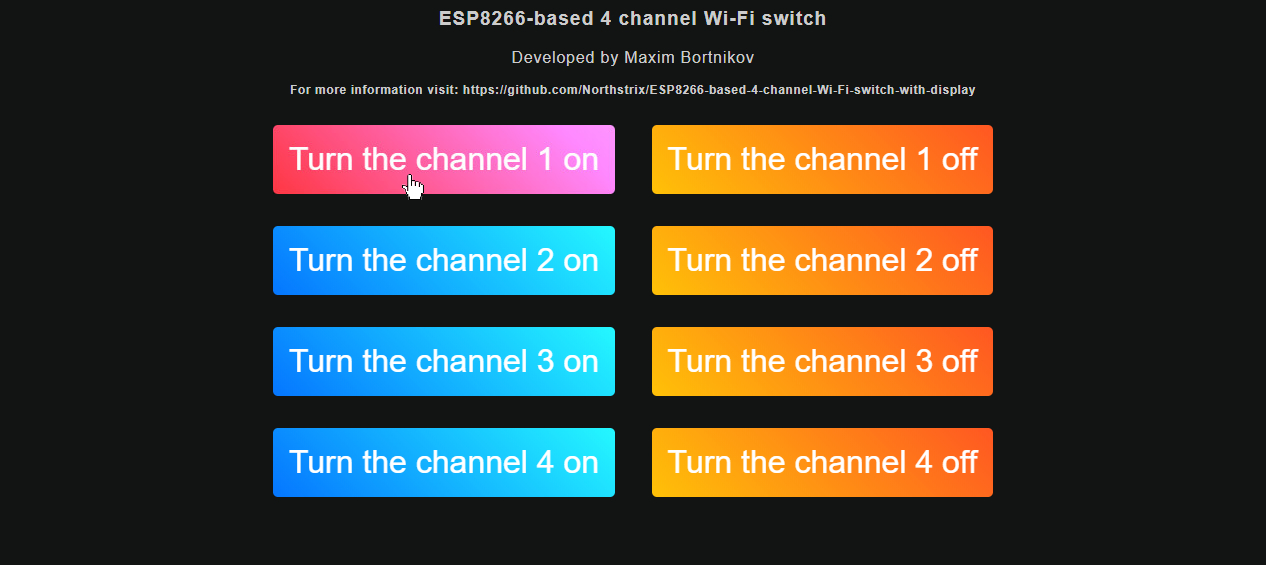 ESP8266-based 4 channel Wi-Fi switch
Developed by Maxim Bortnikov
For more information visit: https://github.com/Northstrix/ESP8266-based-4-channel-Wi-Fi-switch-with-display
Turn the channel 1 on
Turn the channel 1 off
Turn the channel 2 on
Turn the channel 2 off
Turn the channel 3 on
Turn the channel 3 off
Turn the channel 4 on
Turn the channel 4 off